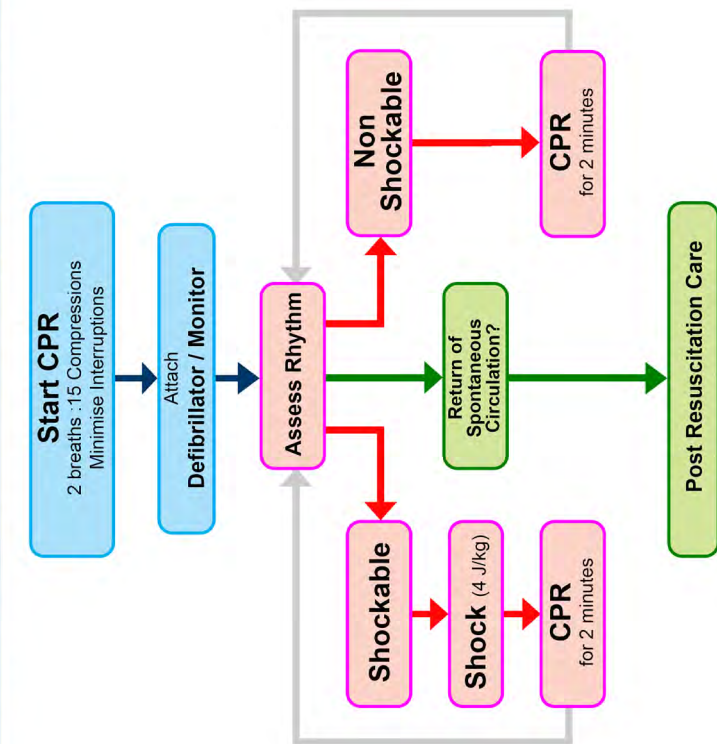 Start CPR
2 breaths :15 Compressions
Minimise Interruptions
Attach
Defibrillator / Monitor
Assess Rhythm
Shockable
Shock (4 J/kg)
CPR
for 2 minutes
Return of
Spontaneous
Circulation?
Non
Shockable
CPR
for 2 minutes
Post Resuscitation Care